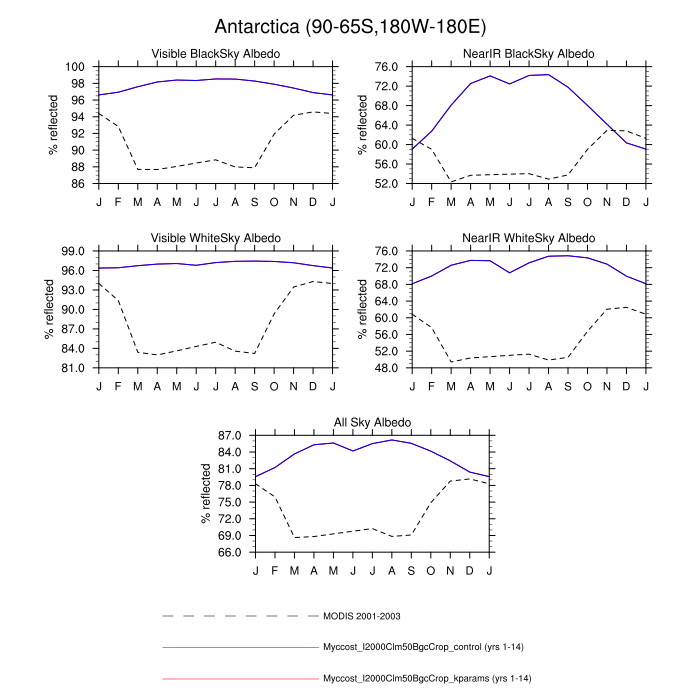 Antarctica (90-65S,180W-180E)
Visible BlackSky Albedo
NearIR BlackSky Albedo
% reflected
100
98
96
94
92
90
88
86
J F M A M J J A S O N D J
% reflected
76.0
72.0
68.0
64.0
60.0
56.0
52.0
J F M A M J J A S O N D J
Visible WhiteSky Albedo
NearIR WhiteSky Albedo
% reflected
99.0
96.0
93.0
90.0
87.0
84.0
81.0
J F M A M J J A S O N D J
% reflected
76.0
72.0
68.0
64.0
60.0
56.0
52.0
48.0
J F M A M J J A S O N D J
All Sky Albedo
% reflected
87.0
84.0
81.0
78.0
75.0
72.0
69.0
66.0
J F M A M J J A S O N D J
MODIS 2001-2003
Myccost_I2000Clm50BgcCrop_control (yrs 1-14)
Myccost_I2000Clm50BgcCrop_kparams (yrs 1-14)